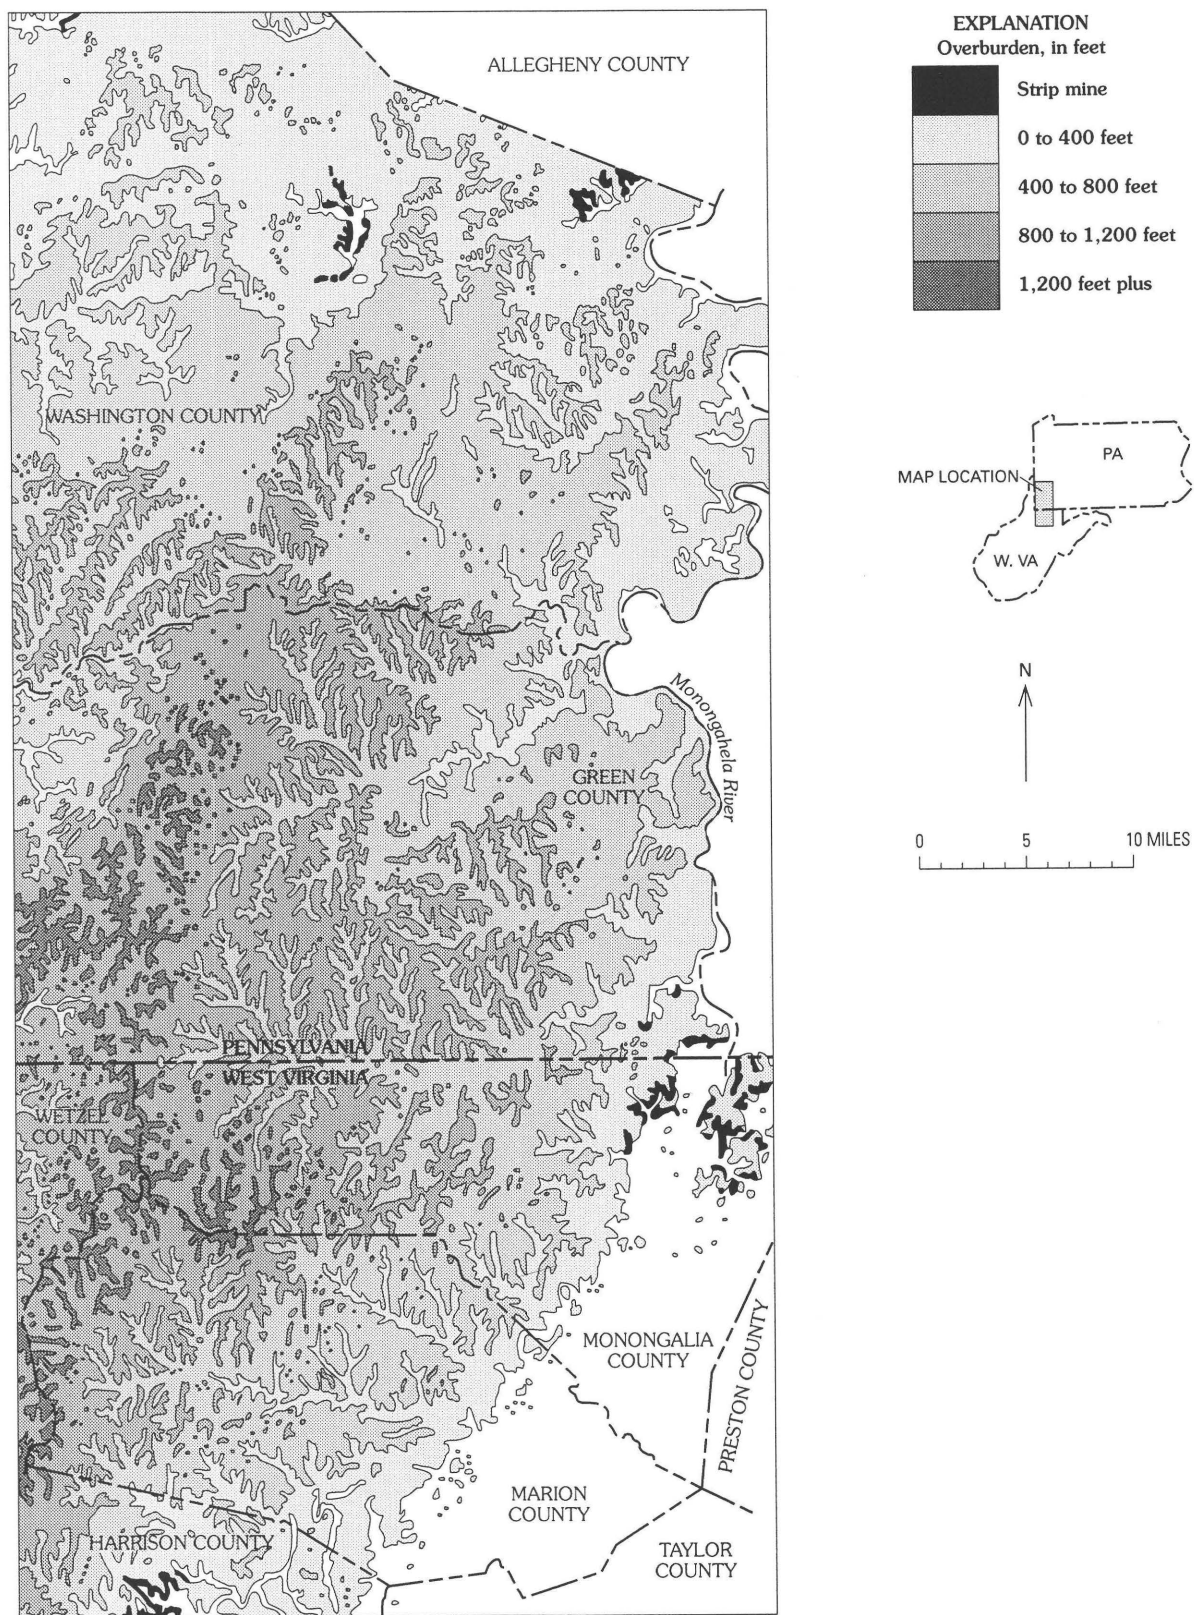 EXPLANATION
Overburden, in feet
Strip mine
0 to 400 feet
400 to 800 feet
800 to 1,200 feet
1,200 feet plus
ALLEGHENY COUNTY
WASHINGTON COUNTY
MAP LOCATION
PA
W. VA
N
0 5 10 MILES
Monongahela River
GREEN
COUNTY
PENNSYLVANIA
WEST VIRGINIA
WETZEL
COUNTY
MONONGALIA
COUNTY
PRESTON COUNTY
MARION
COUNTY
HARRISON COUNTY
TAYLOR
COUNTY